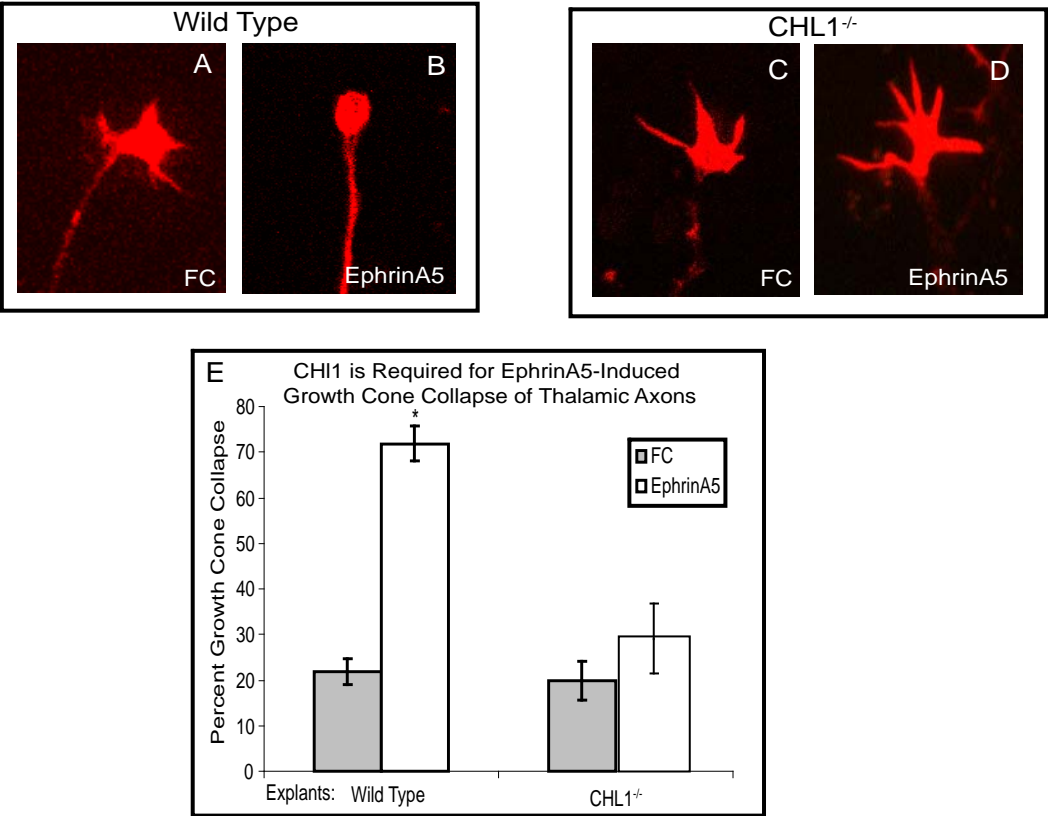 Wild Type
CHL1-/-
A
B
C
D
FC
EphrinA5
FC
EphrinA5
E
CHl1 is Required for EphrinA5-Induced
Growth Cone Collapse of Thalamic Axons
Percent Growth Cone Collapse
80
70
60
50
40
30
20
10
0
*
FC
EphrinA5
Explants: Wild Type CHL1-/-